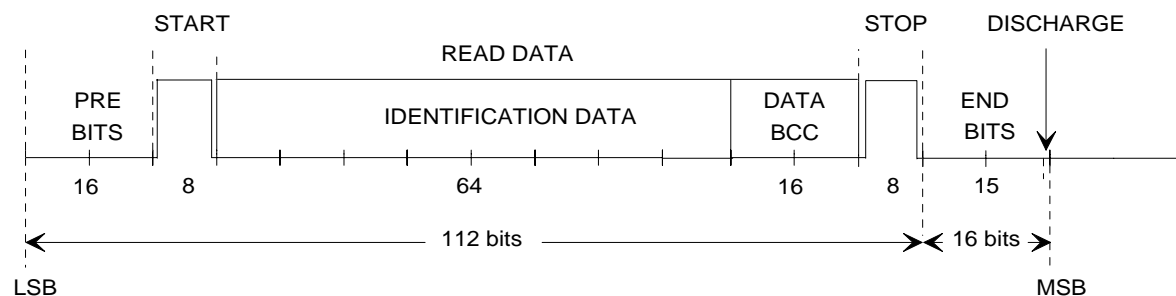 START
STOP
DISCHARGE
READ DATA
PRE
BITS
IDENTIFICATION DATA
DATA
BCC
END
BITS
16
8
64
16
8
15
112 bits
16 bits
LSB
MSB